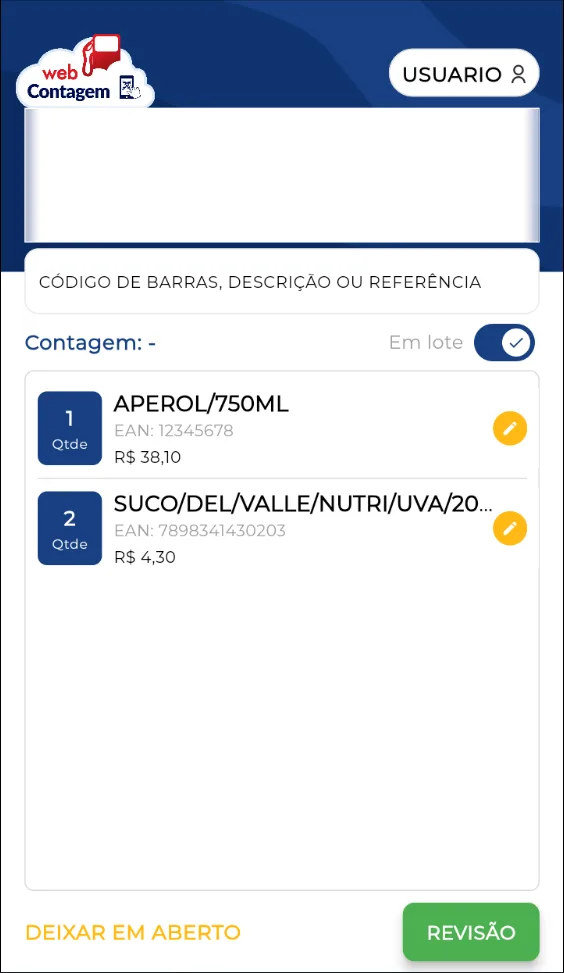 web
Contagem
USUARIO
CÓDIGO DE BARRAS, DESCRIÇÃO OU REFERÊNCIA
Contagem: -
Em lote
1
Qtde
APEROL/750ML
EAN: 12345678
R$ 38,10
2
Qtde
SUCO/DEL/VALLE/NUTRI/UVA/20...
EAN: 7898341430203
R$ 4,30
DEIXAR EM ABERTO
REVISÃO